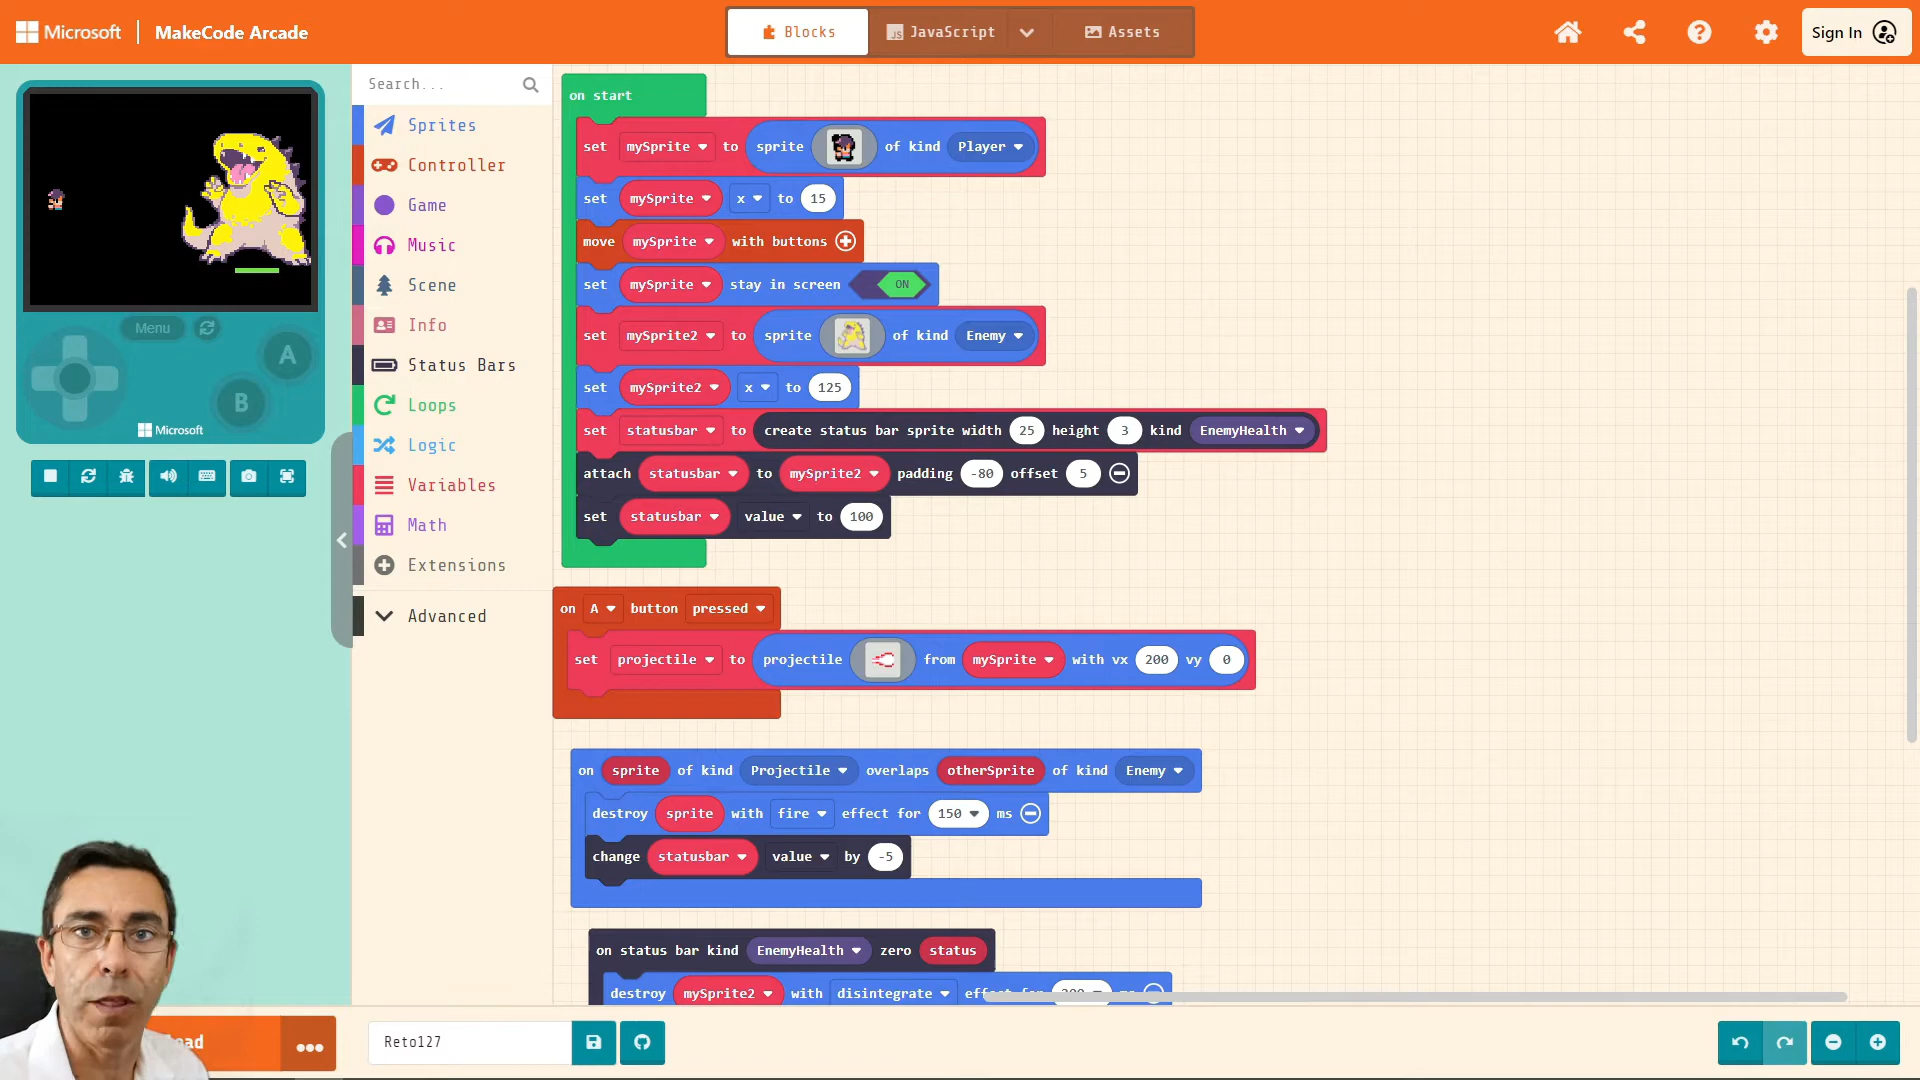 Microsoft
MakeCode Arcade
Blocks
JavaScript
Assets
Sign In
Menu
A
B
Microsoft
Search...
Sprites
Controller
Game
Music
Scene
Info
Status Bars
Loops
Logic
Variables
Math
Extensions
Advanced
on start
set mySprite to sprite of kind Player
set mySprite x to 15
move mySprite with buttons
set mySprite stay in screen ON
set mySprite2 to sprite of kind Enemy
set mySprite2 x to 125
set statusbar to create status bar sprite width 25 height 3 kind EnemyHealth
attach statusbar to mySprite2 padding -80 offset 5
set statusbar value to 100
on A button pressed
set projectile to projectile from mySprite with vx 200 vy 0
on sprite of kind Projectile overlaps otherSprite of kind Enemy
destroy sprite with fire effect for 150 ms
change statusbar value by -5
on status bar kind EnemyHealth zero status
destroy mySprite2 with disintegrate
Reto127